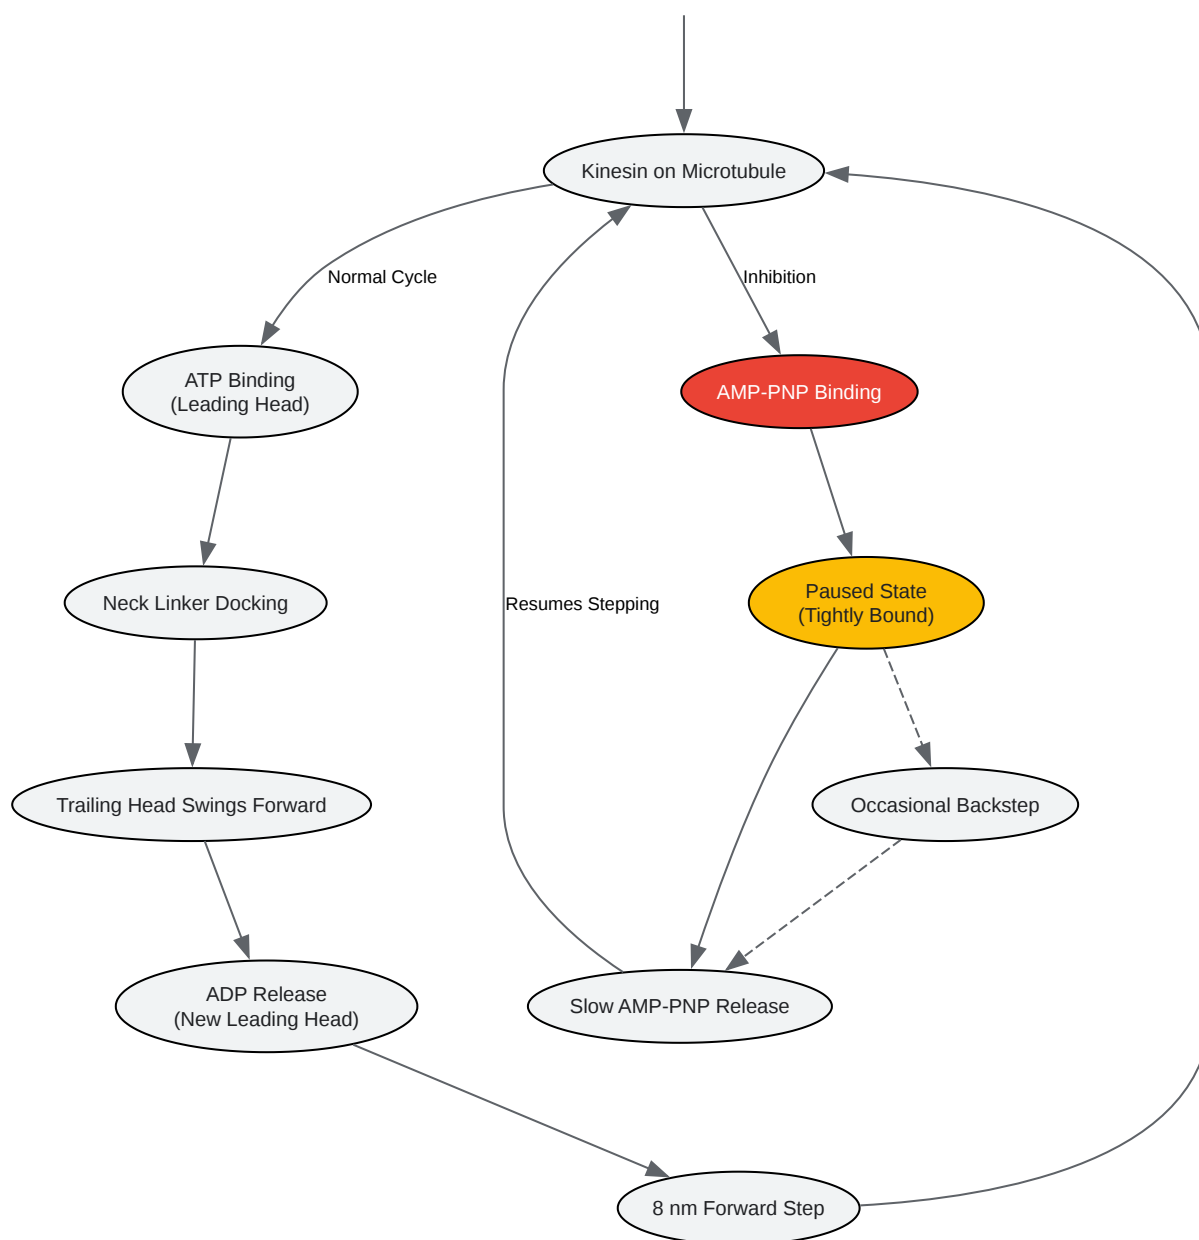 Kinesin on Microtubule
Normal Cycle
Inhibition
ATP Binding
(Leading Head)
AMP-PNP Binding
Neck Linker Docking
Resumes Stepping
Paused State
(Tightly Bound)
Trailing Head Swings Forward
Occasional Backstep
ADP Release
(New Leading Head)
Slow AMP-PNP Release
8 nm Forward Step